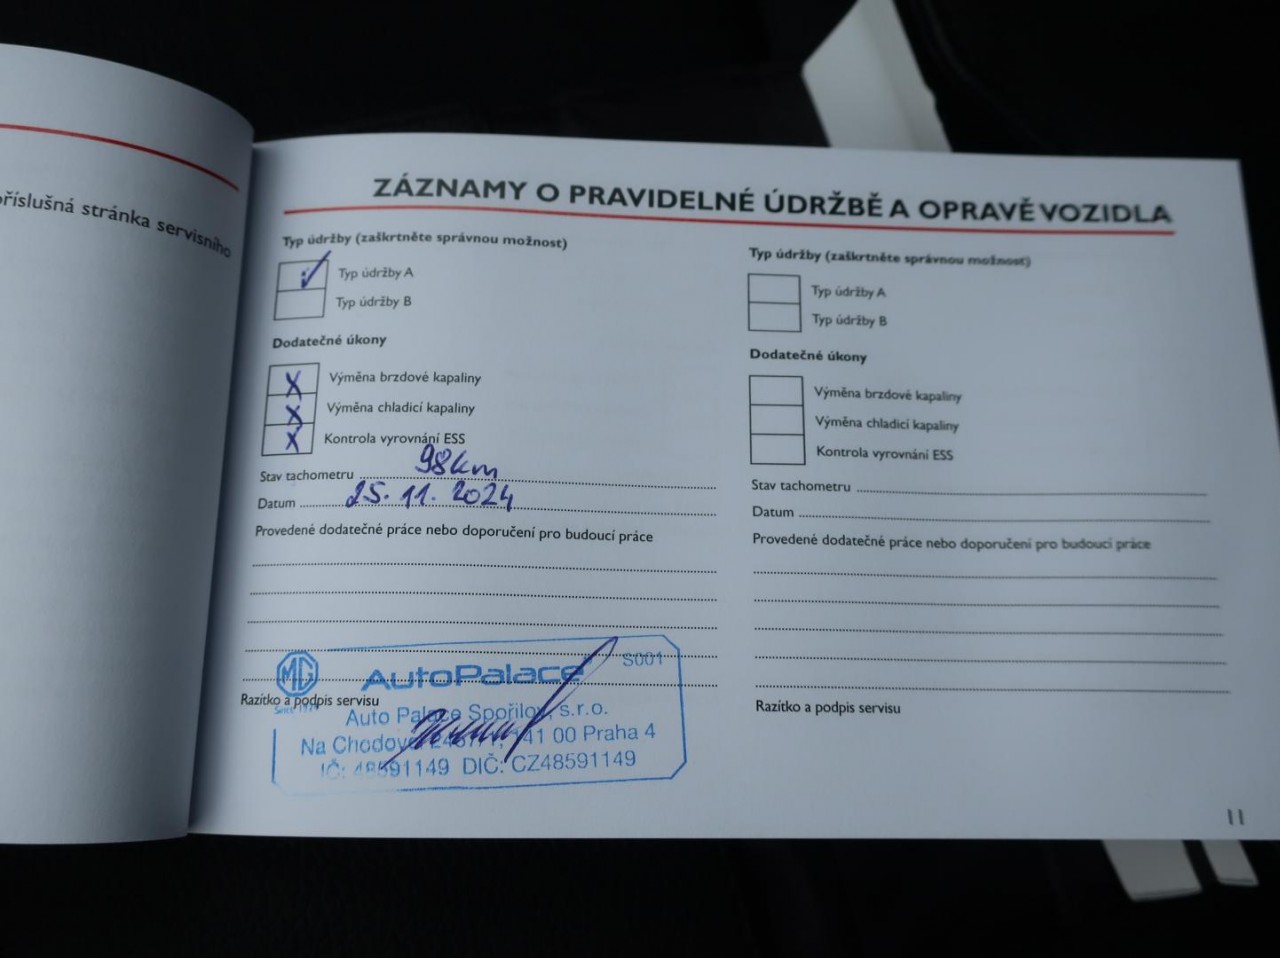 příslušná stránka servisního
ZÁZNAMY O PRAVIDELNÉ ÚDRŽBĚ A OPRAVĚ VOZIDLA
Typ údržby (zaškrtněte správnou možnost)
Typ údržby A
Typ údržby B
Dodatečné úkony
X Výměna brzdové kapaliny
X Výměna chladicí kapaliny
X Kontrola vyrovnání ESS
Stav tachometru 98km
Datum 25.11.2024
Provedené dodatečné práce nebo doporučení pro budoucí práce
MG AutoPalace S001
Razítko a podpis servisu
Auto Palace Spořilov, s.r.o.
Na Chodovci 141 00 Praha 4
IČ: 48591149 DIČ: CZ48591149
Typ údržby (zaškrtněte správnou možnost)
Typ údržby A
Typ údržby B
Dodatečné úkony
Výměna brzdové kapaliny
Výměna chladicí kapaliny
Kontrola vyrovnání ESS
Stav tachometru
Datum
Provedené dodatečné práce nebo doporučení pro budoucí práce
Razítko a podpis servisu
11